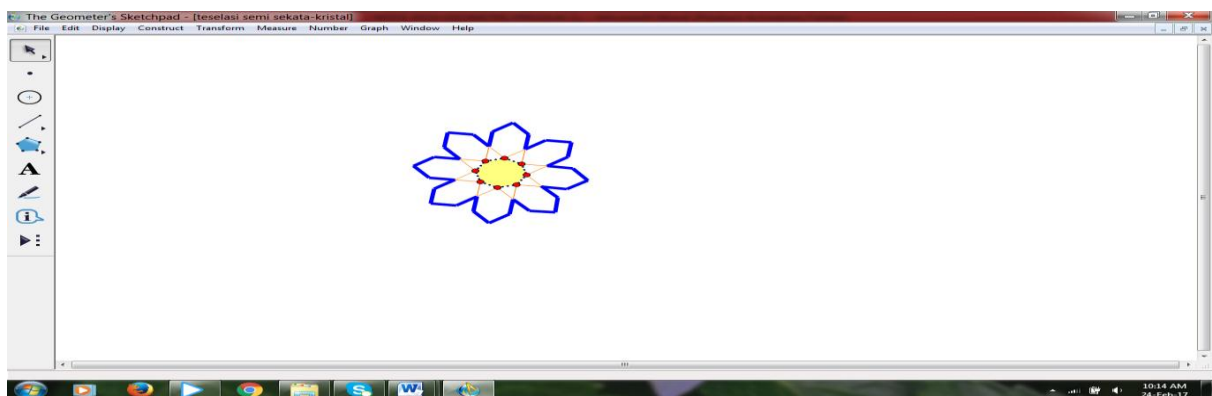 The Geometer's Sketchpad - [teselasi semi sekata-kristal]
File Edit Display Construct Transform Measure Number Graph Window Help
A
i
S
W
10:14 AM
24-Feb-17